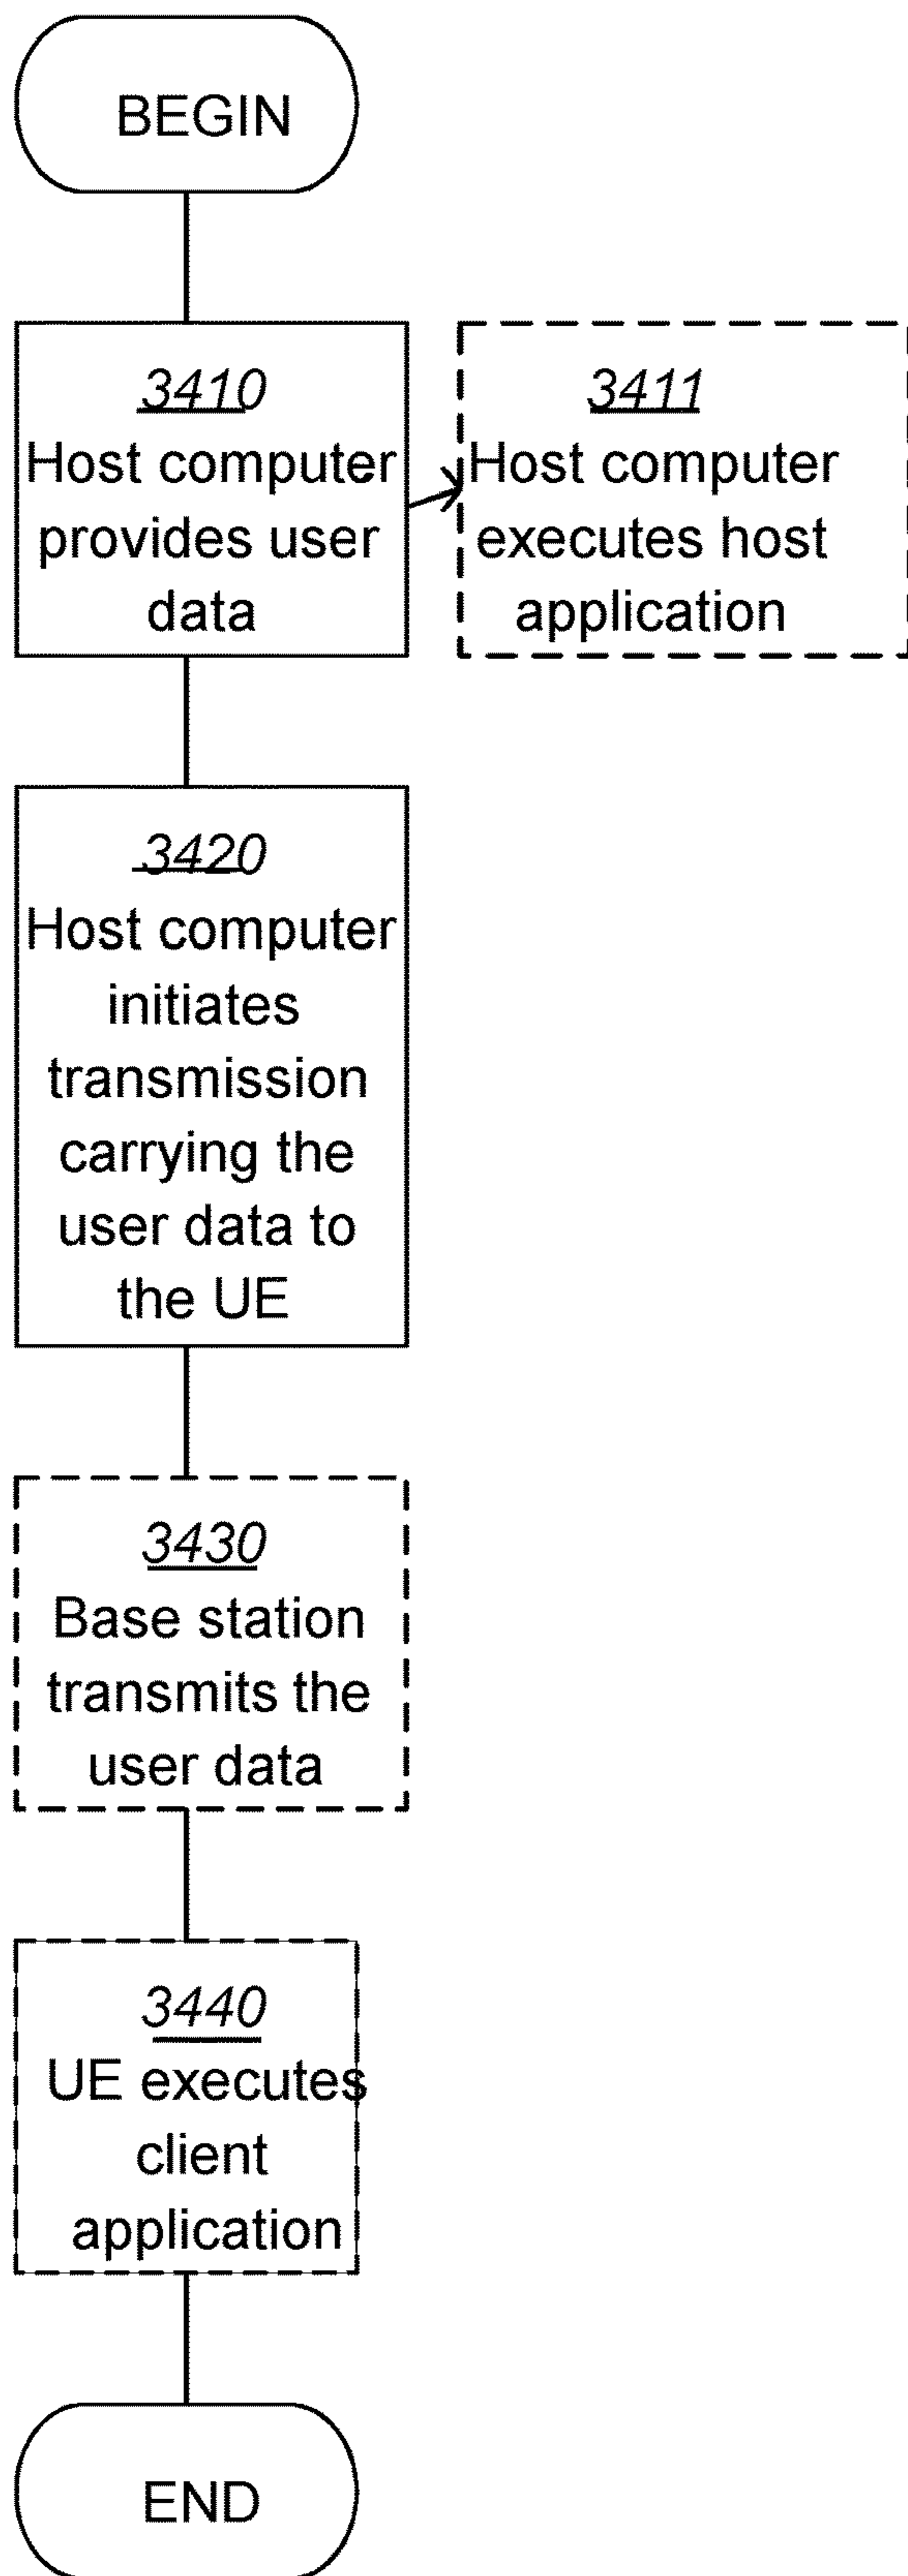 BEGIN
3410
Host computer
provides user
data
3411
Host computer
executes host
application
3420
Host computer
initiates
transmission
carrying the
user data to
the UE
3430
Base station
transmits the
user data
3440
UE executes
client
application
END